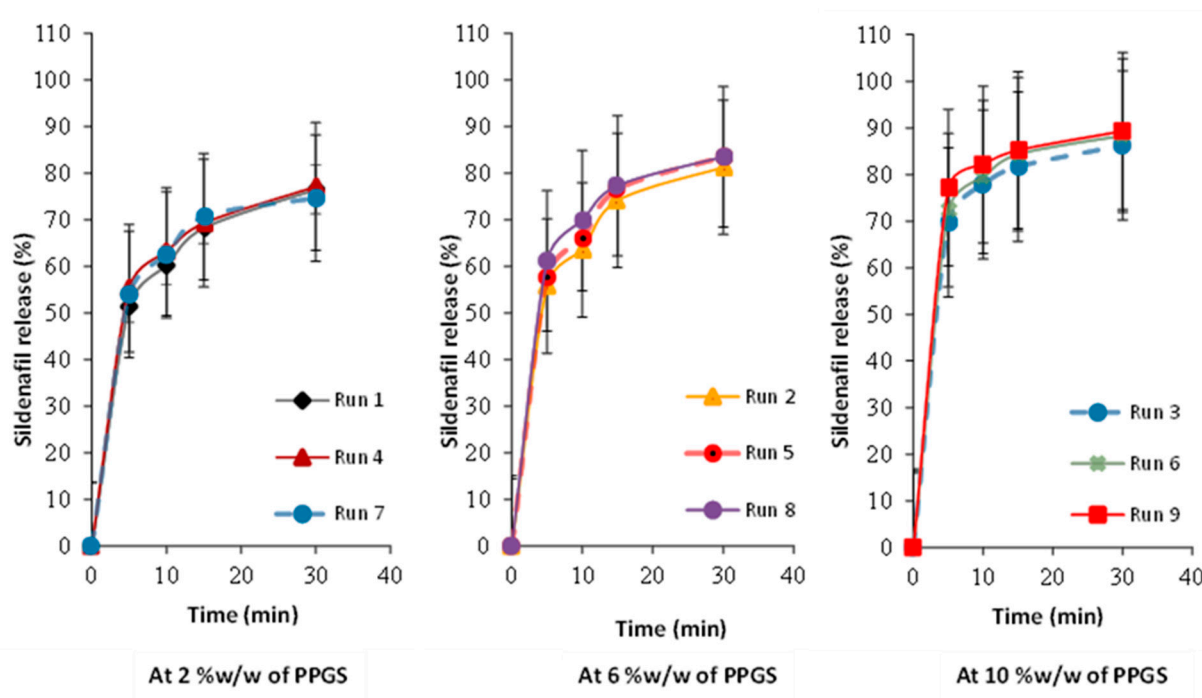 110
100
90
80
70
60
50
40
30
20
10
0
Sildenafil release (%)
Run 1
Run 4
Run 7
0 10 20 30 40
Time (min)
At 2 %w/w of PPGS
110
100
90
80
70
60
50
40
30
20
10
0
Sildenafil release (%)
Run 2
Run 5
Run 8
0 10 20 30 40
Time (min)
At 6 %w/w of PPGS
110
100
90
80
70
60
50
40
30
20
10
0
Sildenafil release (%)
Run 3
Run 6
Run 9
0 10 20 30 40
Time (min)
At 10 %w/w of PPGS